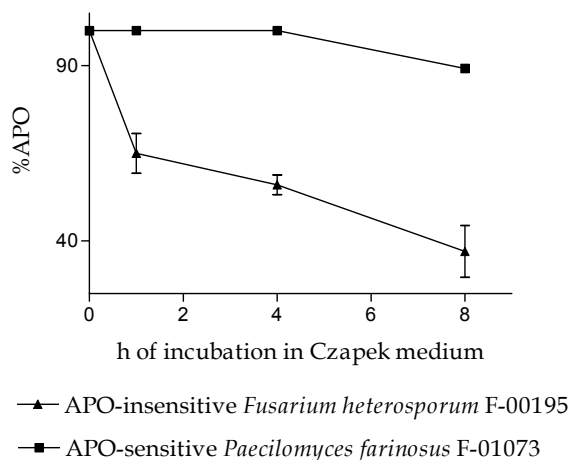 90
%APO
40
0 2 4 6 8
h of incubation in Czapek medium
APO-insensitive Fusarium heterosporum F-00195
APO-sensitive Paecilomyces farinosus F-01073